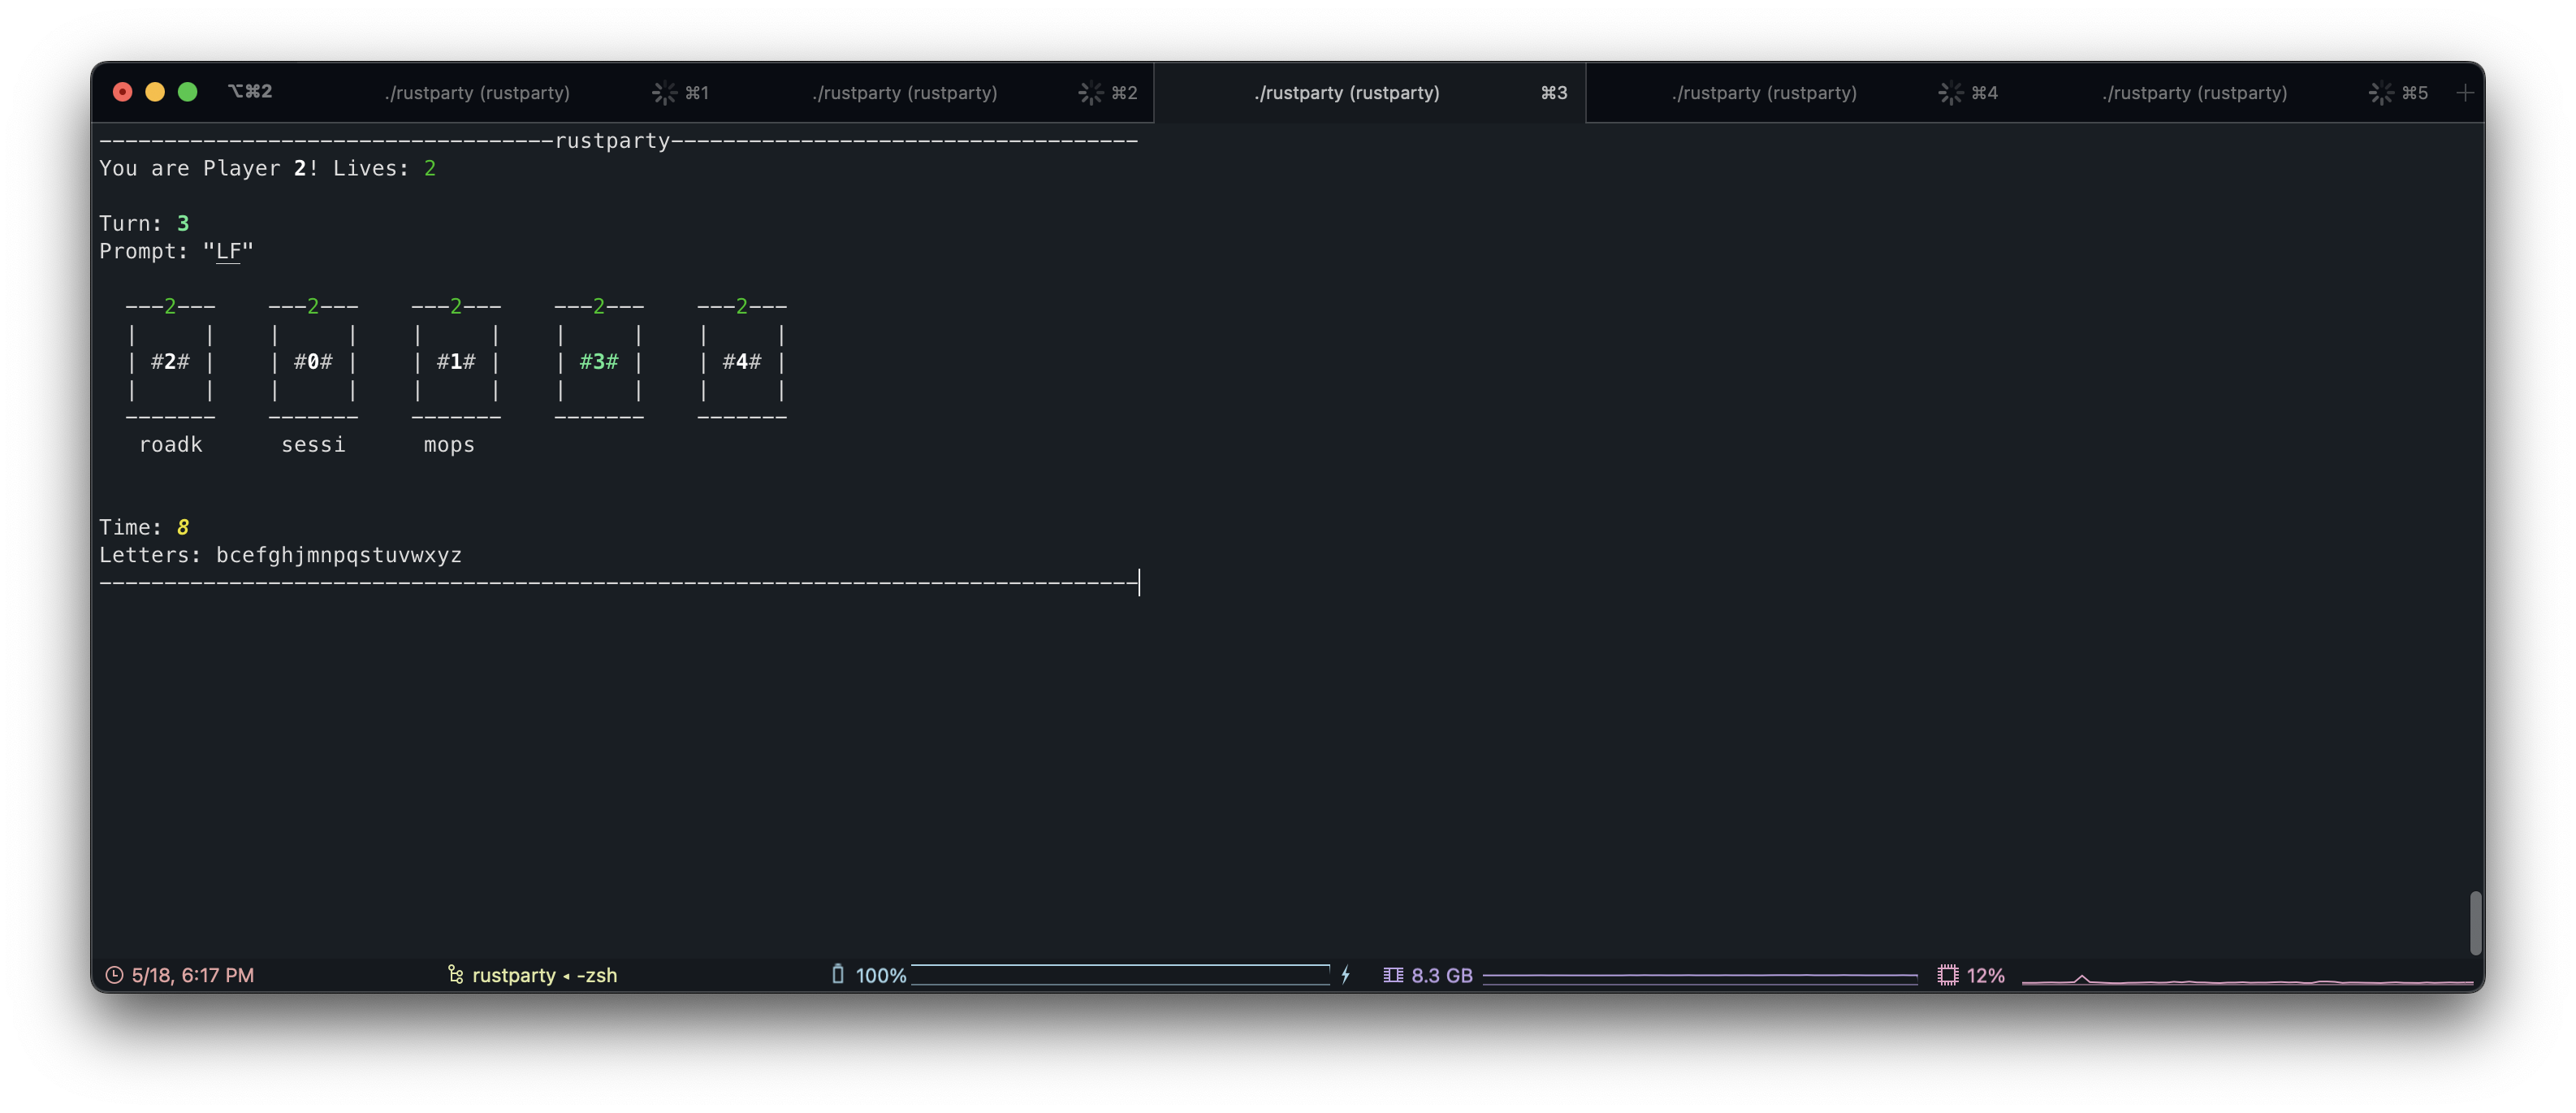 ⌥⌘2 ./rustparty (rustparty) ⌘1 ./rustparty (rustparty) ⌘2 ./rustparty (rustparty) ⌘3 ./rustparty (rustparty) ⌘4 ./rustparty (rustparty) ⌘5 +
-----------------------------------rustparty------------------------------------
You are Player 2! Lives: 2
Turn: 3
Prompt: "LF"
---2--- ---2--- ---2--- ---2--- ---2---
| | | | | | | | | |
| #2# | | #0# | | #1# | | #3# | | #4# |
| | | | | | | | | |
------- ------- ------- ------- -------
roadk sessi mops
Time: 8
Letters: bcefghjmnpqstuvwxyz
--------------------------------------------------------------------------------
5/18, 6:17 PM rustparty ◂ -zsh 100% 8.3 GB 12%